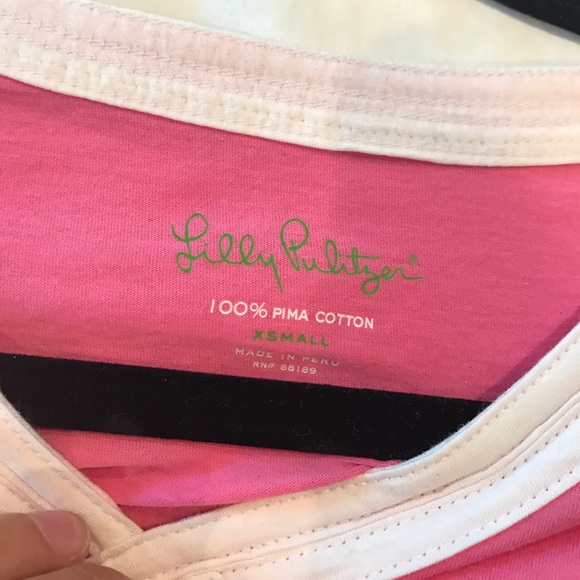 Lilly Pulitzer®
100% PIMA COTTON
XSMALL
MADE IN PERU
RN# 88189